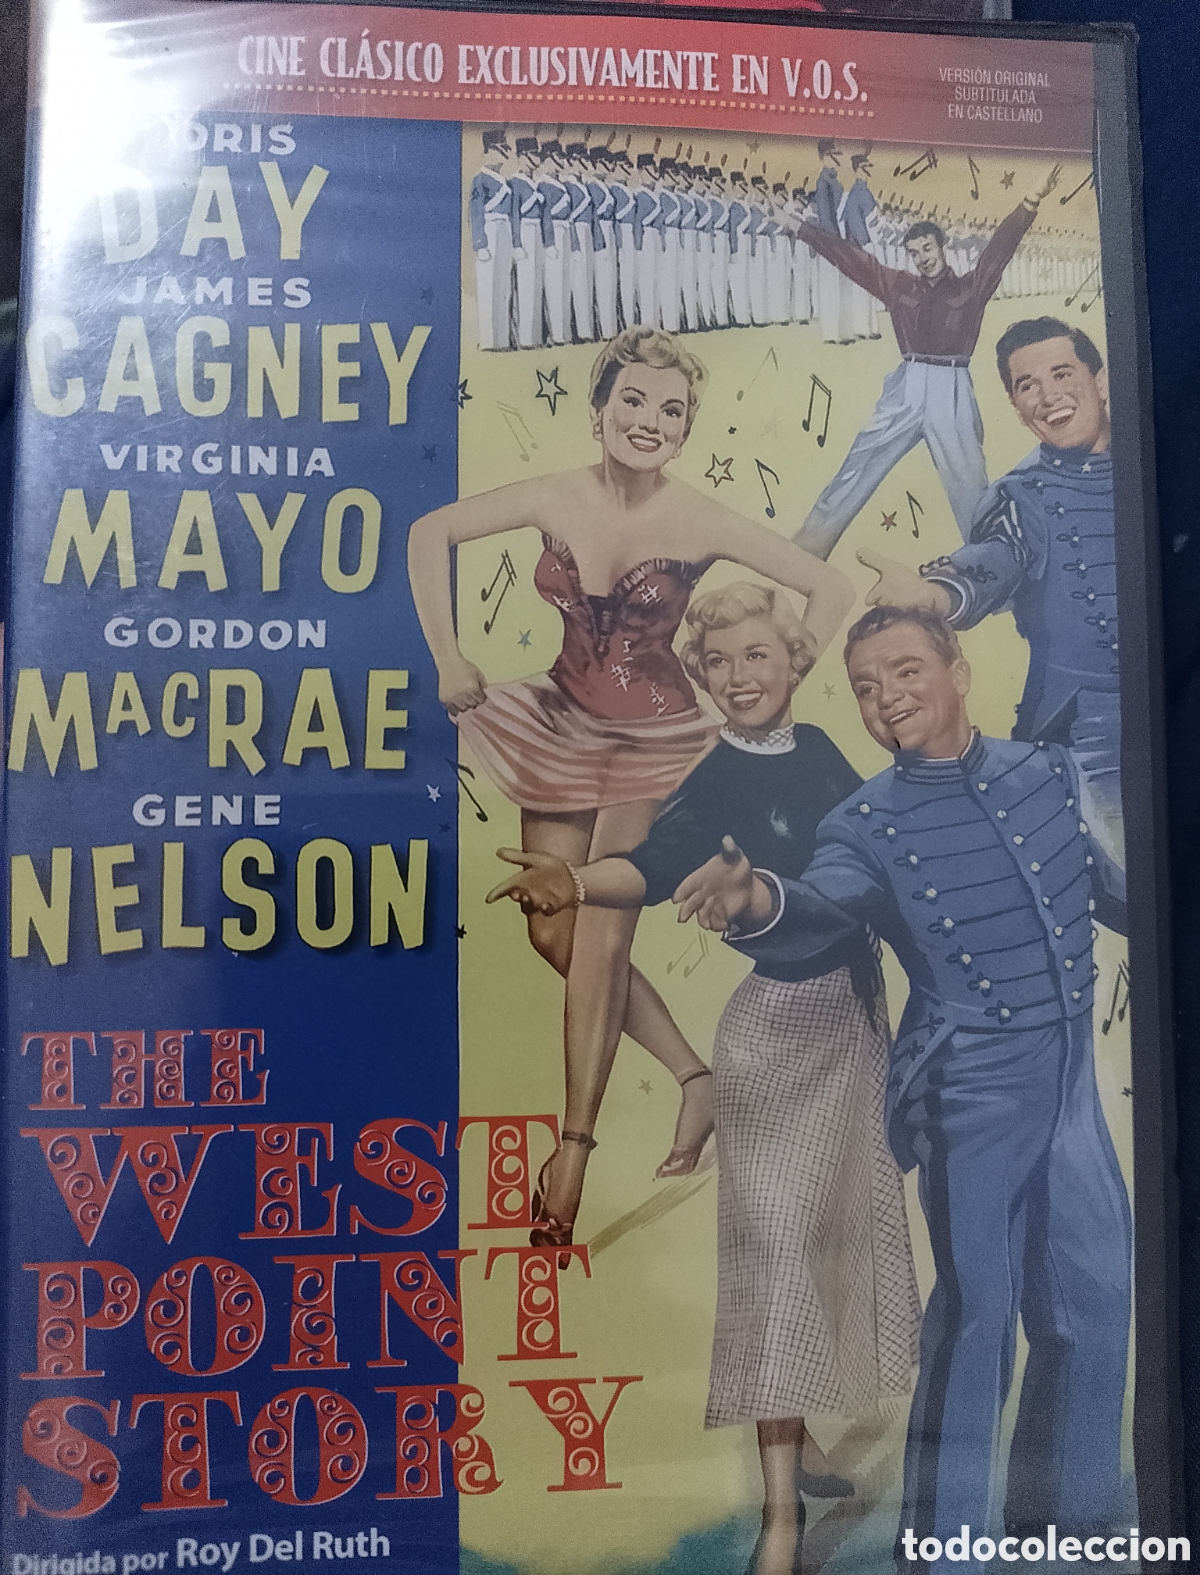 CINE CLÁSICO EXCLUSIVAMENTE EN V.O.S.
VERSIÓN ORIGINAL
SUBTITULADA
EN CASTELLANO
DORIS
DAY
JAMES
CAGNEY
VIRGINIA
MAYO
GORDON
MACRAE
GENE
NELSON
THE
WEST
POINT
STORY
Dirigida por Roy Del Ruth
todocoleccion